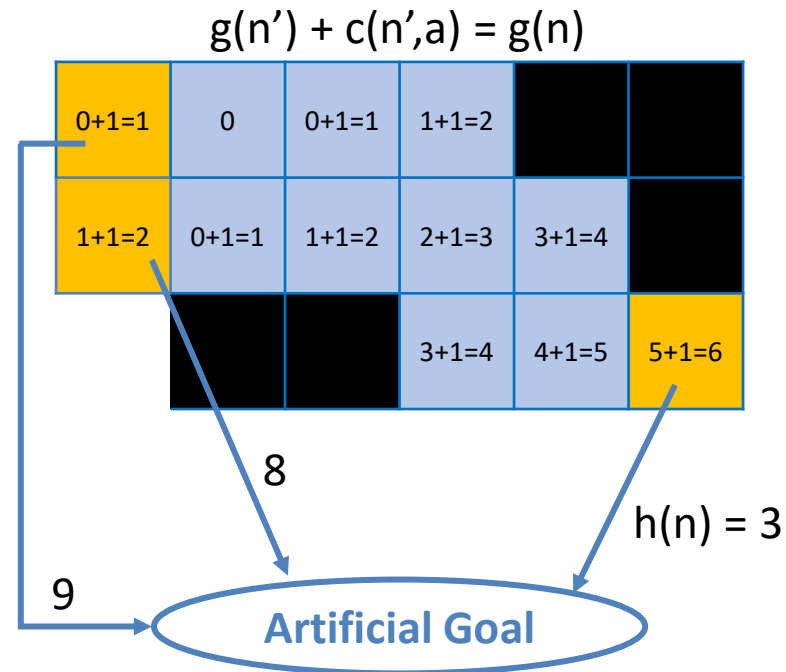 g(n’) + c(n’,a) = g(n)
0+1=1 0 0+1=1 1+1=2
1+1=2 0+1=1 1+1=2 2+1=3 3+1=4
3+1=4 4+1=5 5+1=6
8
h(n) = 3
9
Artificial Goal